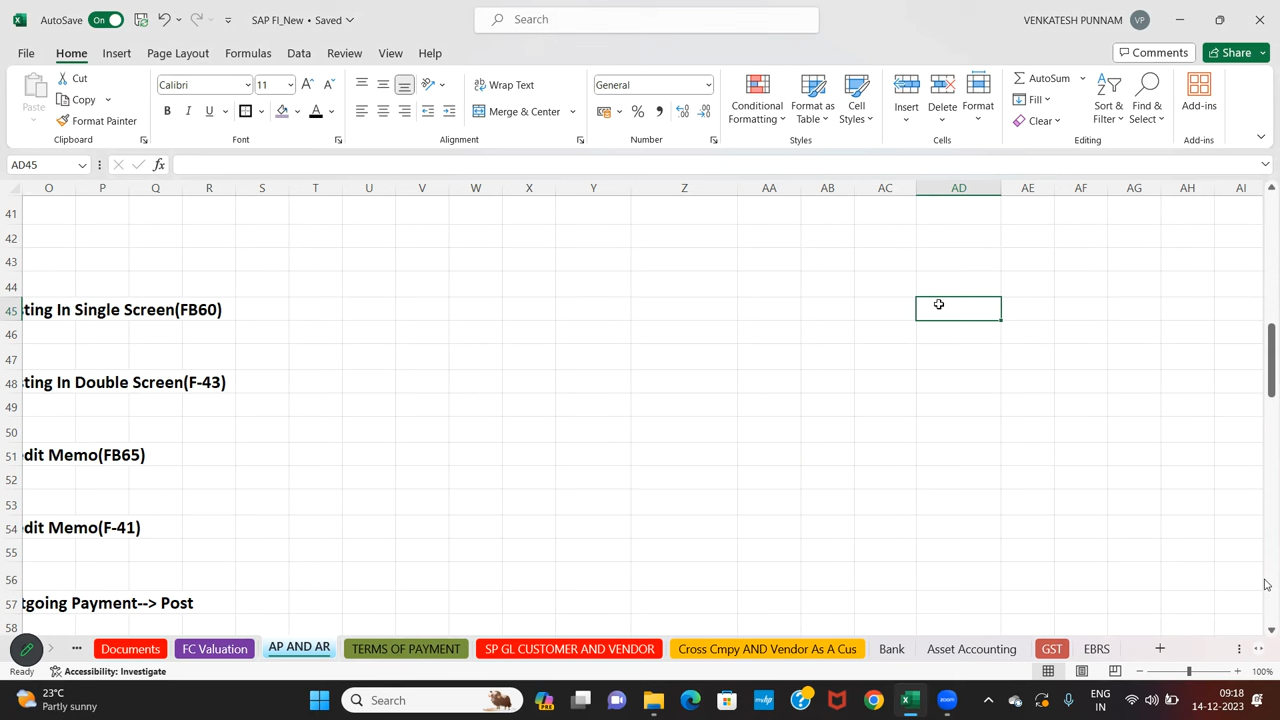 AutoSave On SAP FI_New • Saved Search VENKATESH PUNNAM VP
File Home Insert Page Layout Formulas Data Review View Help Comments Share
Paste Cut Calibri 11 Wrap Text General Conditional Formatting Format as Table Cell Styles Insert Delete Format AutoSum Sort & Filter Find & Select Add-ins
Copy Fill
Format Painter B I U A Merge & Center % Clear
Clipboard Font Alignment Number Styles Cells Editing Add-ins
AD45 fx
O P Q R S T U V W X Y Z AA AB AC AD AE AF AG AH AI
41
42
43
44
45 sting In Single Screen(FB60)
46
47
48 sting In Double Screen(F-43)
49
50
51 edit Memo(FB65)
52
53
54 edit Memo(F-41)
55
56
57 tgoing Payment--> Post
58
Documents FC Valuation AP AND AR TERMS OF PAYMENT SP GL CUSTOMER AND VENDOR Cross Cmpy AND Vendor As A Cus Bank Asset Accounting GST EBRS
Ready Accessibility: Investigate 100%
23°C Partly sunny Search ENG IN 09:18 14-12-2023